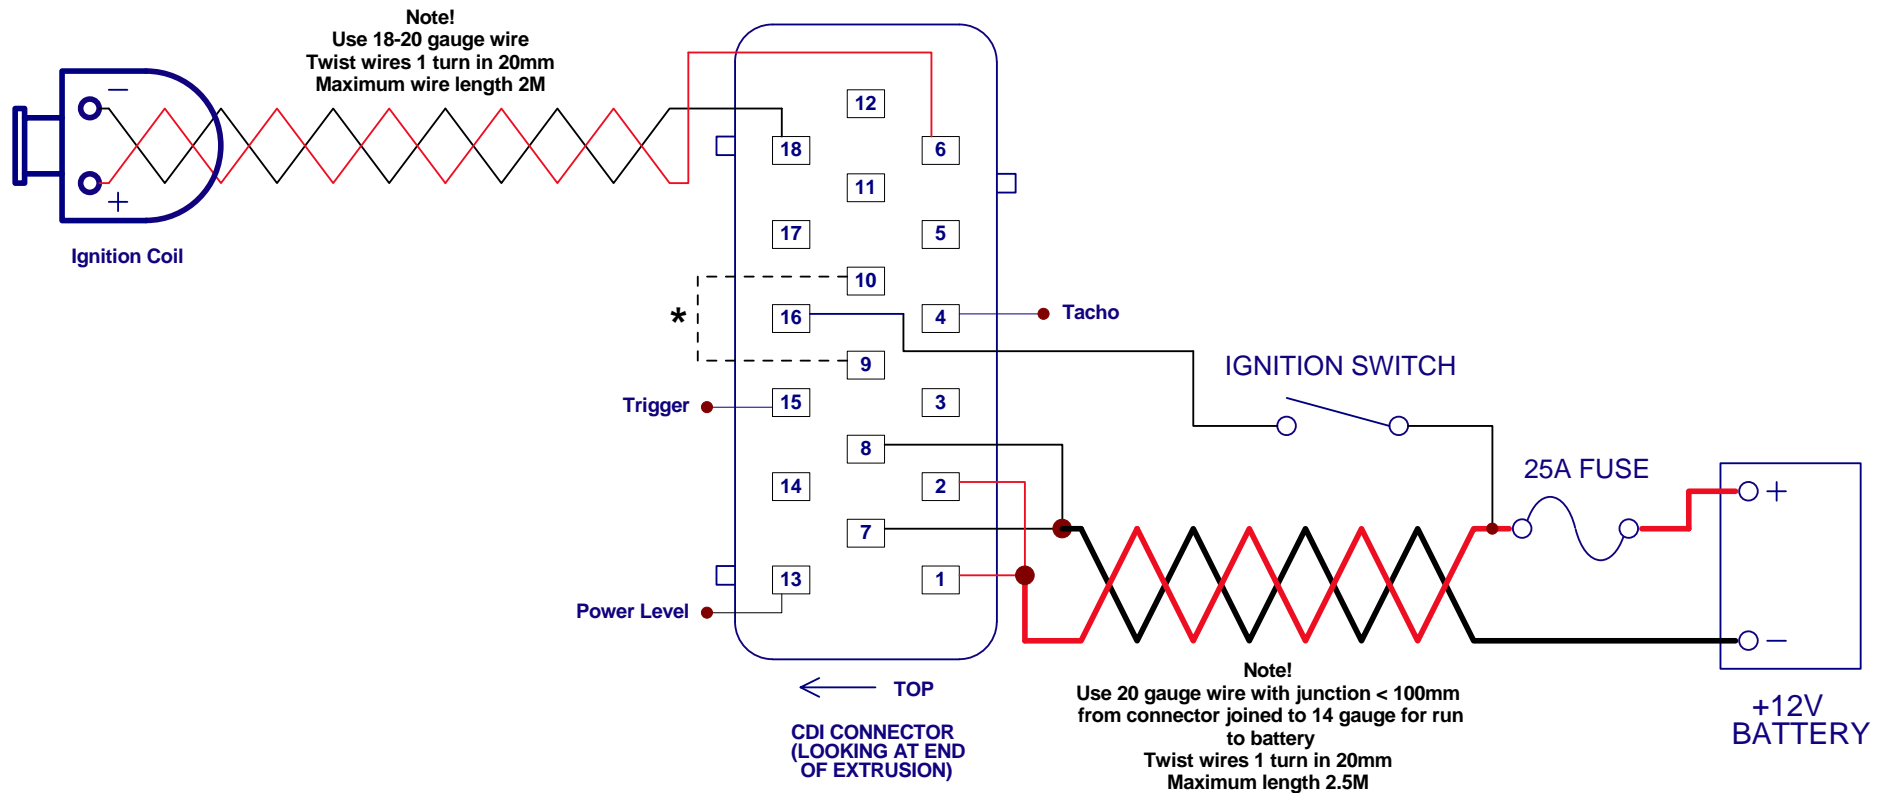 Note!
Use 18-20 gauge wire
Twist wires 1 turn in 20mm
Maximum wire length 2M
−
+
Ignition Coil
12
18
6
11
17
5
10
*
16
4
Tacho
9
IGNITION SWITCH
Trigger
15
3
8
25A FUSE
14
2
+
7
13
1
Power Level
−
TOP
CDI CONNECTOR
(LOOKING AT END
OF EXTRUSION)
Note!
Use 20 gauge wire with junction < 100mm
from connector joined to 14 gauge for run
to battery
Twist wires 1 turn in 20mm
Maximum length 2.5M
+12V
BATTERY